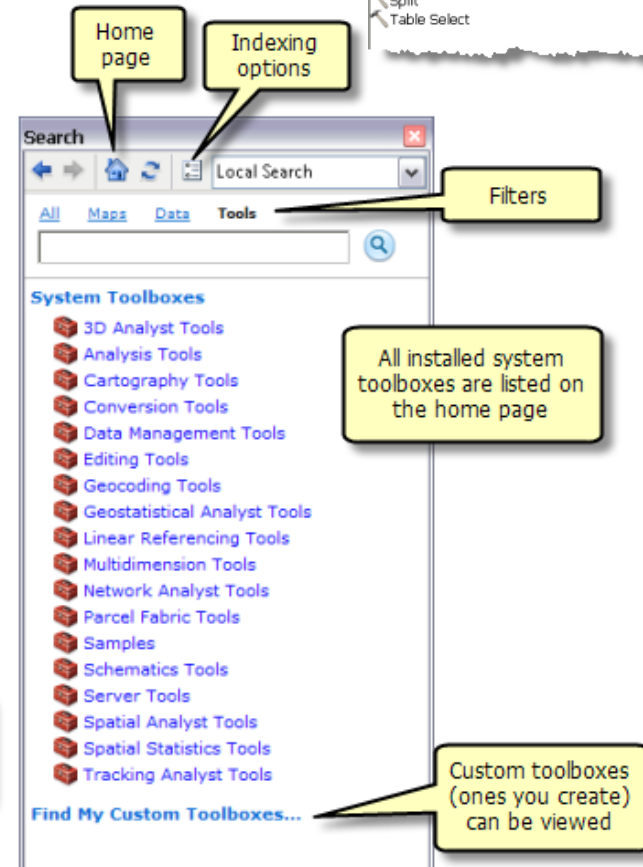 Split
Table Select
Home
page
Indexing
options
Search
Local Search
Filters
All Maps Data Tools
System Toolboxes
3D Analyst Tools
Analysis Tools
Cartography Tools
Conversion Tools
Data Management Tools
Editing Tools
Geocoding Tools
Geostatistical Analyst Tools
Linear Referencing Tools
Multidimension Tools
Network Analyst Tools
Parcel Fabric Tools
Samples
Schematics Tools
Server Tools
Spatial Analyst Tools
Spatial Statistics Tools
Tracking Analyst Tools
All installed system
toolboxes are listed on
the home page
Find My Custom Toolboxes...
Custom toolboxes
(ones you create)
can be viewed